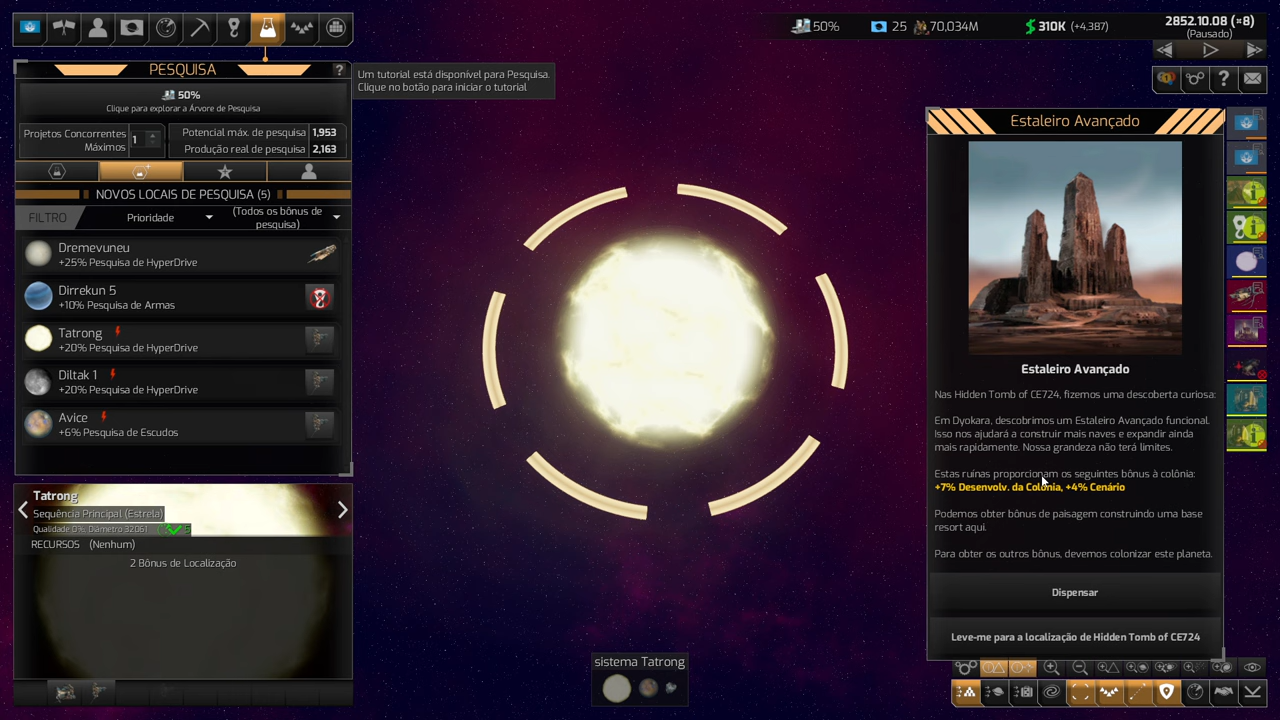 50%
25
70,034M
310K (+4,387)
2852.10.08 (×8)
(Pausado)
PESQUISA
?
Um tutorial está disponível para Pesquisa.
Clique no botão para iniciar o tutorial
50%
Clique para explorar a Árvore de Pesquisa
Projetos Concorrentes
Máximos
1
Potencial máx. de pesquisa 1,953
Produção real de pesquisa 2,163
NOVOS LOCAIS DE PESQUISA (5)
FILTRO
Prioridade
(Todos os bônus de
pesquisa)
Dremevuneu
+25% Pesquisa de HyperDrive
Dirrekun 5
+10% Pesquisa de Armas
Tatrong
+20% Pesquisa de HyperDrive
Diltak 1
+20% Pesquisa de HyperDrive
Avice
+6% Pesquisa de Escudos
Tatrong
Sequência Principal (Estrela)
Qualidade 0%, Diâmetro 32061
RECURSOS (Nenhum)
2 Bônus de Localização
sistema Tatrong
Estaleiro Avançado
Estaleiro Avançado
Nas Hidden Tomb of CE724, fizemos uma descoberta curiosa:
Em Dyokara, descobrimos um Estaleiro Avançado funcional.
Isso nos ajudará a construir mais naves e expandir ainda
mais rapidamente. Nossa grandeza não terá limites.
Estas ruínas proporcionam os seguintes bônus à colônia:
+7% Desenvolv. da Colônia, +4% Cenário
Podemos obter bônus de paisagem construindo uma base
resort aqui.
Para obter os outros bônus, devemos colonizar este planeta.
Dispensar
Leve-me para a localização de Hidden Tomb of CE724